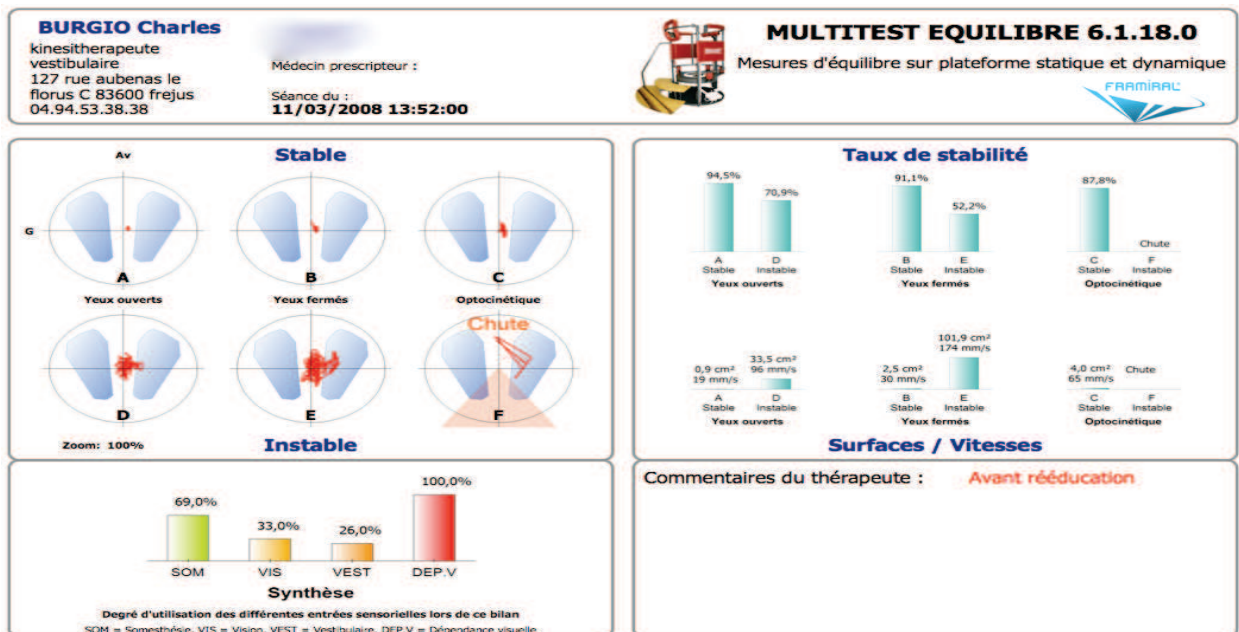 BURGIO Charles
kinesitherapeute
vestibulaire
127 rue aubenas le
florus C 83600 frejus
04.94.53.38.38
Médecin prescripteur :
Séance du :
11/03/2008 13:52:00
MULTITEST EQUILIBRE 6.1.18.0
Mesures d'équilibre sur plateforme statique et dynamique
FRAMIRAL
Av
Stable
G
A
B
C
Yeux ouverts
Yeux fermés
Optocinétique
Chute
D
E
F
Zoom: 100%
Instable
Taux de stabilité
94,5%
70,9%
91,1%
52,2%
87,8%
Chute
A
D
B
E
C
F
Stable
Instable
Stable
Instable
Stable
Instable
Yeux ouverts
Yeux fermés
Optocinétique
0,9 cm²
19 mm/s
33,5 cm²
96 mm/s
2,5 cm²
30 mm/s
101,9 cm²
174 mm/s
4,0 cm²
65 mm/s
Chute
A
D
B
E
C
F
Stable
Instable
Stable
Instable
Stable
Instable
Yeux ouverts
Yeux fermés
Optocinétique
Surfaces / Vitesses
69,0%
33,0%
26,0%
100,0%
SOM
VIS
VEST
DEP.V
Synthèse
Degré d'utilisation des différentes entrées sensorielles lors de ce bilan
SOM = Somesthésie, VIS = Vision, VEST = Vestibulaire, DEP.V = Dépendance visuelle
Commentaires du thérapeute :
Avant rééducation